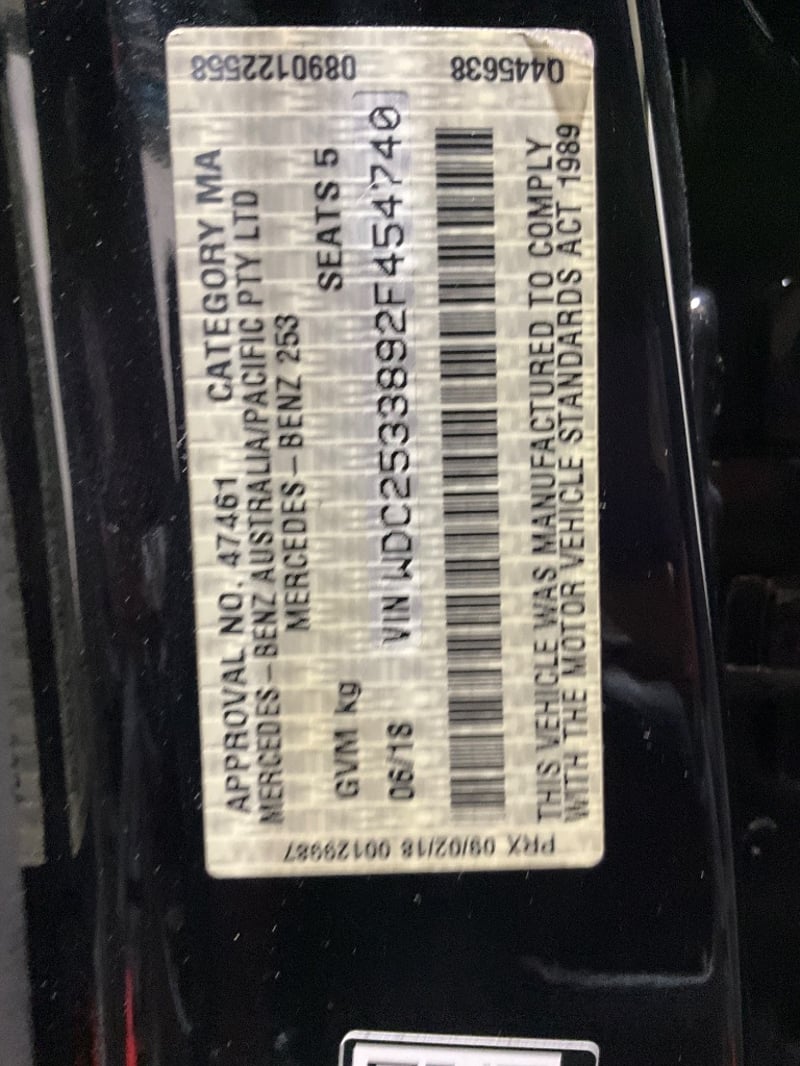 APPROVAL NO. 47461 CATEGORY MA
MERCEDES-BENZ AUSTRALIA/PACIFIC PTY LTD
MERCEDES-BENZ 253
GVM kg SEATS 5
06/18 VIN WDC2533892F454740
THIS VEHICLE WAS MANUFACTURED TO COMPLY
WITH THE MOTOR VEHICLE STANDARDS ACT 1989
0890122558
Q445638
PRX 09/02/18 00129987